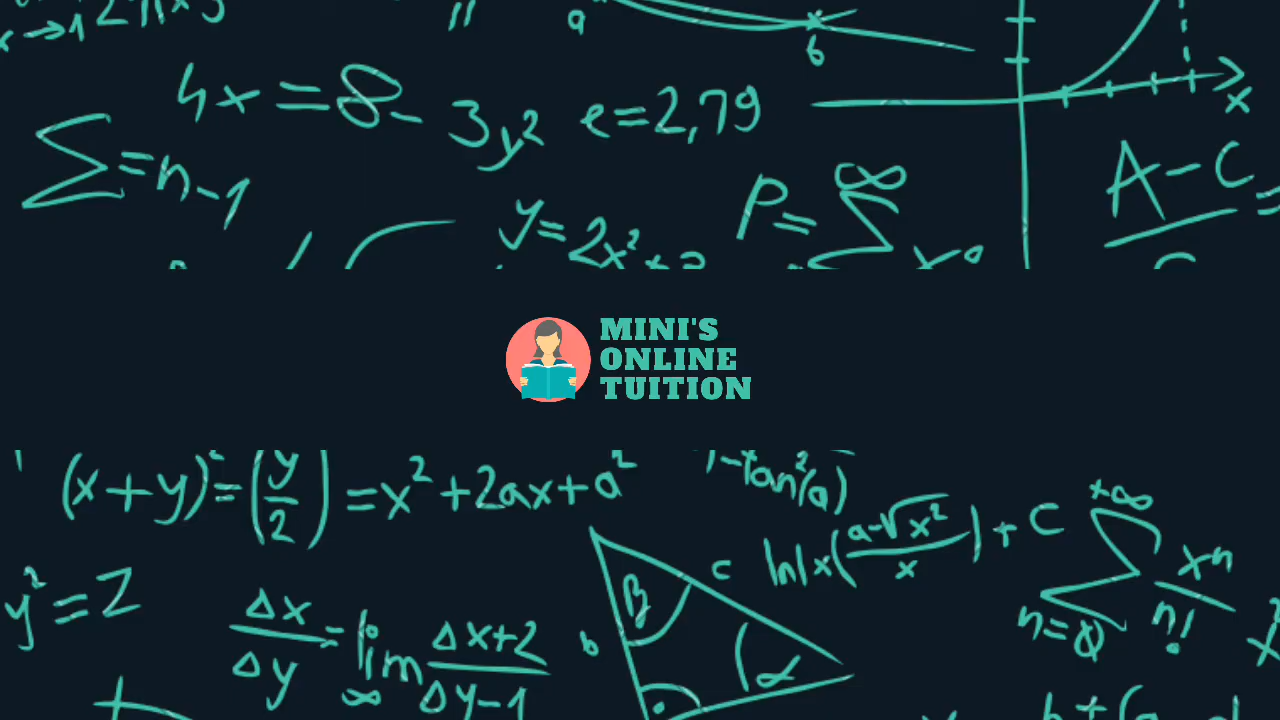 a
b
x
4x = 8 - 3y² e = 2,79
∑ = n - 1
A - C
P = ∑ ∞
y = 2x² +
MINI'S
ONLINE
TUITION
(x + y)² = (y/2) = x² + 2ax + a²
- tan²(a)
ln|x(a-√x²/x) + C
+∞ ∑ n=0 xⁿ/n!
y² = 2
Δx/Δy = lim ∞ Δx+2/Δy-1
β
c
b
α